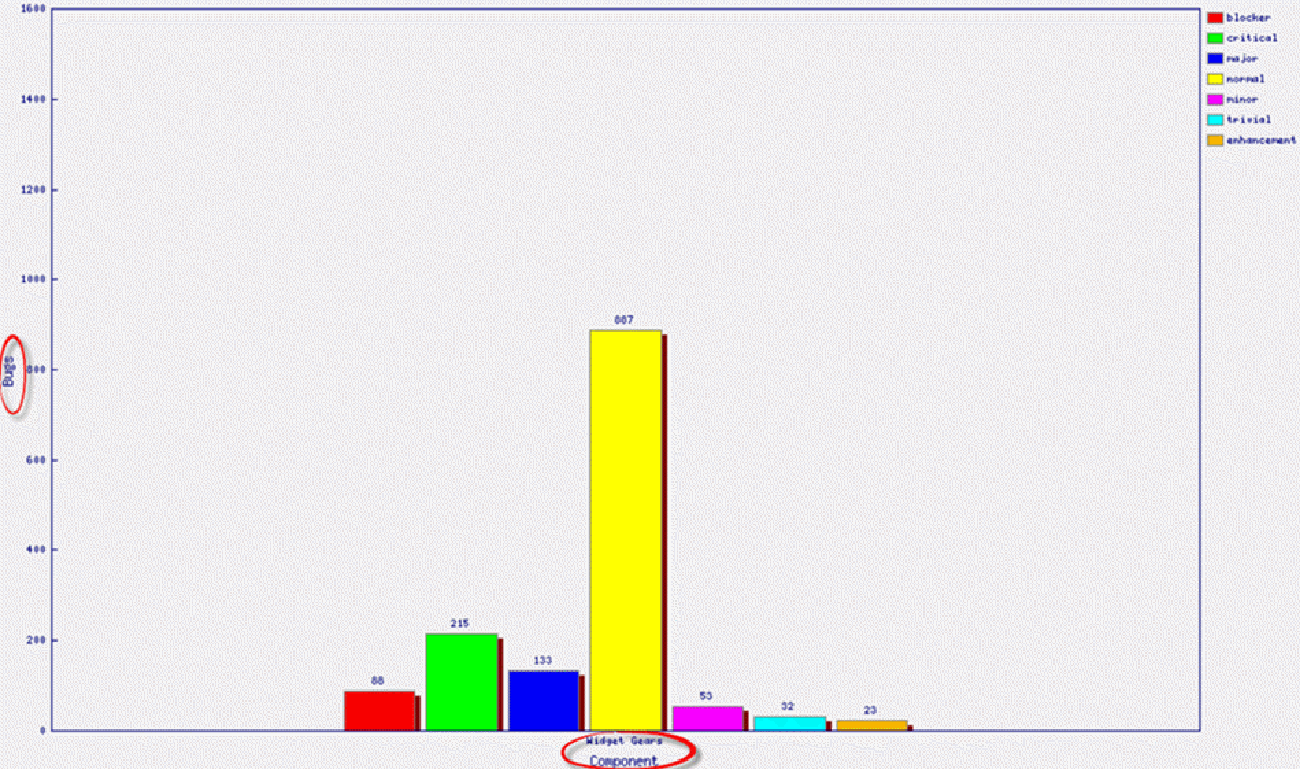 1600
1400
1200
1000
800
600
400
200
0
Bugs
88
215
133
887
53
32
23
Widget Gears
Component
blocker
critical
major
normal
minor
trivial
enhancement